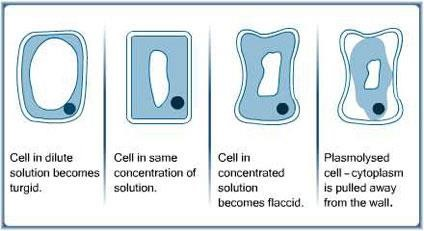 Cell in dilute
solution becomes
turgid.
Cell in same
concentration of
solution.
Cell in
concentrated
solution
becomes flaccid.
Plasmolysed
cell – cytoplasm
is pulled away
from the wall.